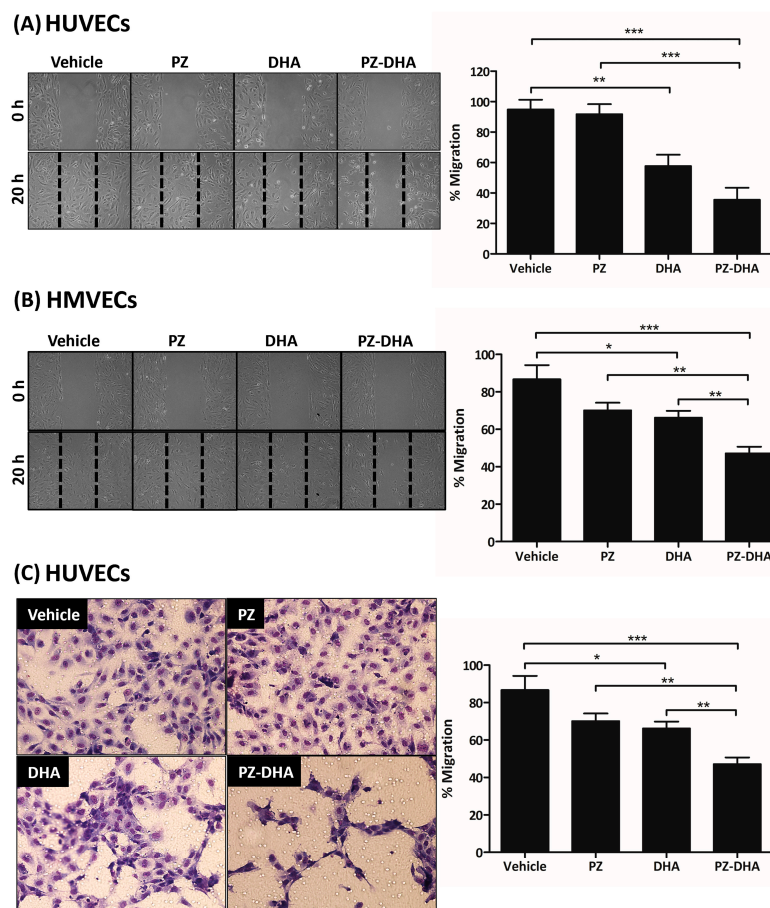 (A) HUVECs
Vehicle PZ DHA PZ-DHA
0 h
20 h
*** 
***
**
120
100
80
60
40
20
0
% Migration
Vehicle PZ DHA PZ-DHA
(B) HMVECs
Vehicle PZ DHA PZ-DHA
0 h
20 h
***
*
**
**
100
80
60
40
20
0
% Migration
Vehicle PZ DHA PZ-DHA
(C) HUVECs
Vehicle PZ
DHA PZ-DHA
***
*
**
**
100
80
60
40
20
0
% Migration
Vehicle PZ DHA PZ-DHA